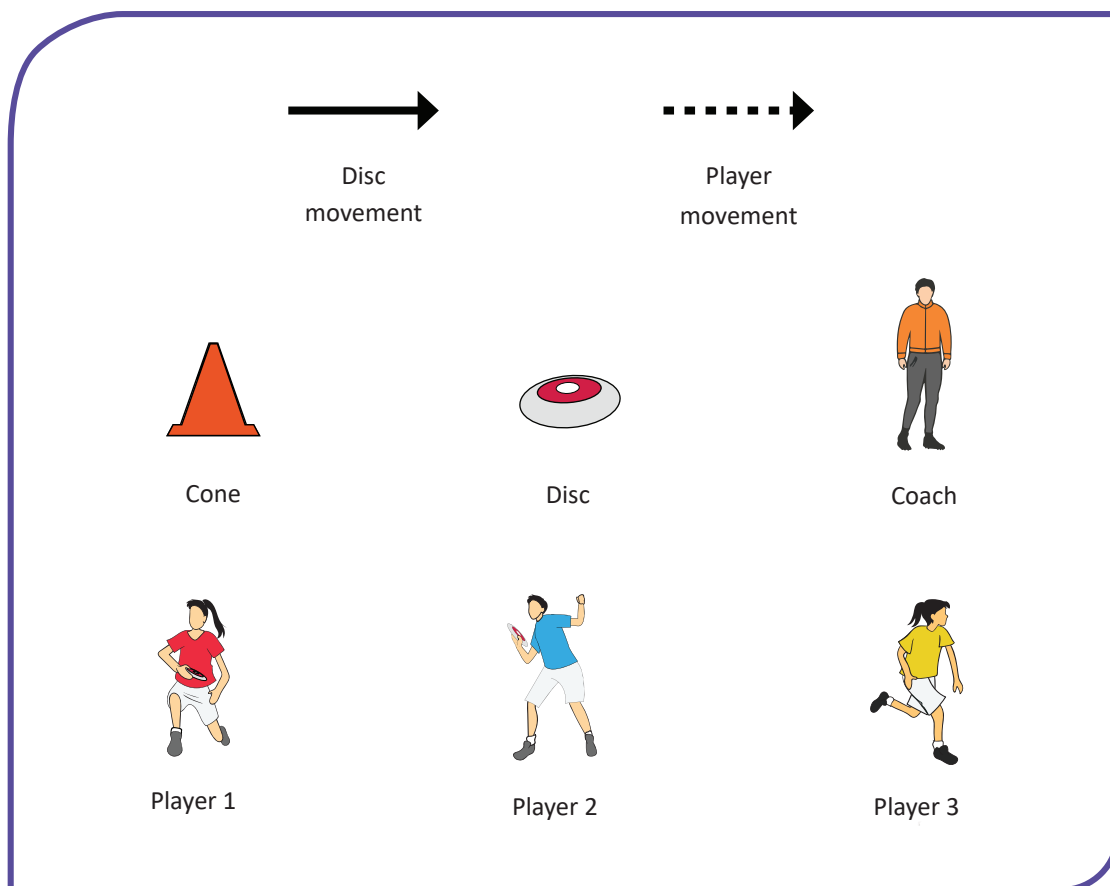 Disc
movement
Player
movement
Cone
Disc
Coach
Player 1
Player 2
Player 3